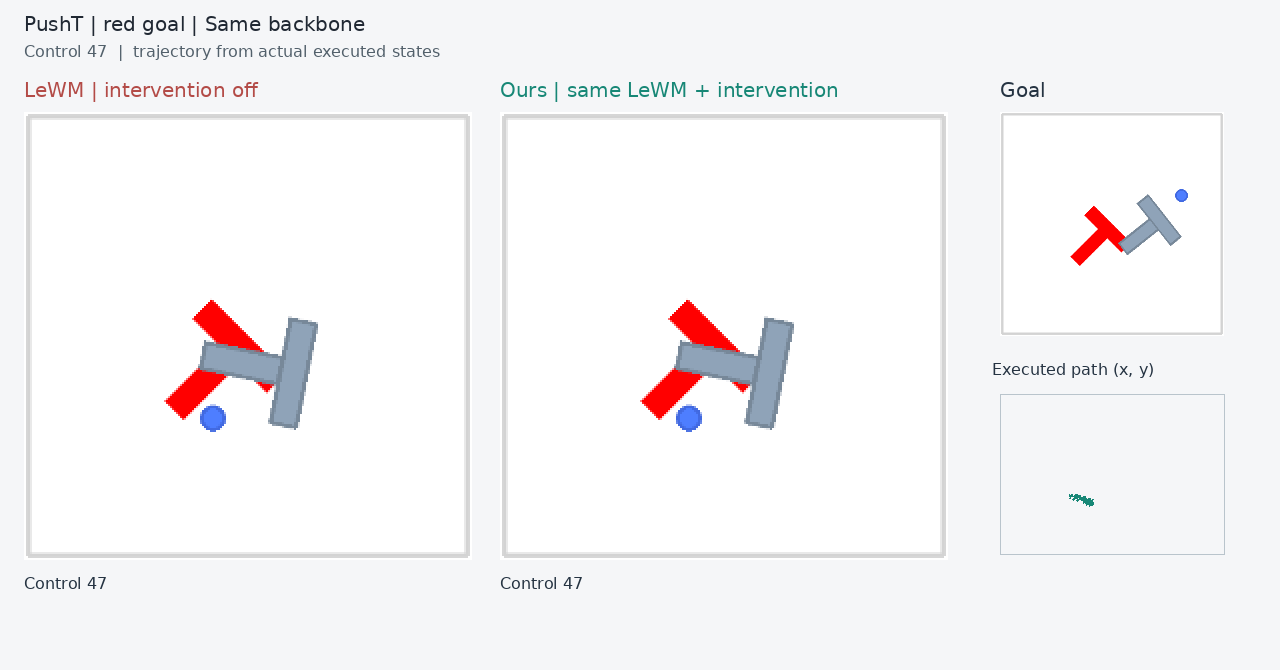 PushT | red goal | Same backbone
Control 47 | trajectory from actual executed states
LeWM | intervention off
Ours | same LeWM + intervention
Goal
Executed path (x, y)
Control 47
Control 47